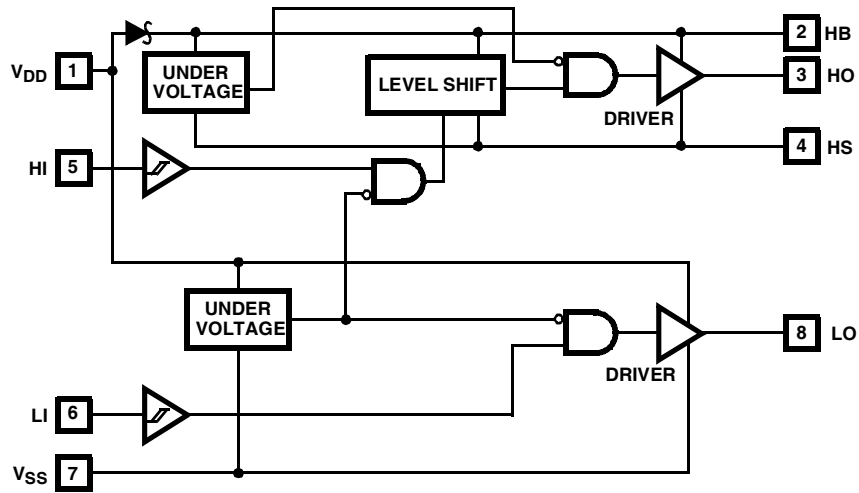 2 HB
V_DD 1
UNDER
VOLTAGE
LEVEL SHIFT
3 HO
DRIVER
HI 5
4 HS
UNDER
VOLTAGE
8 LO
DRIVER
LI 6
V_SS 7